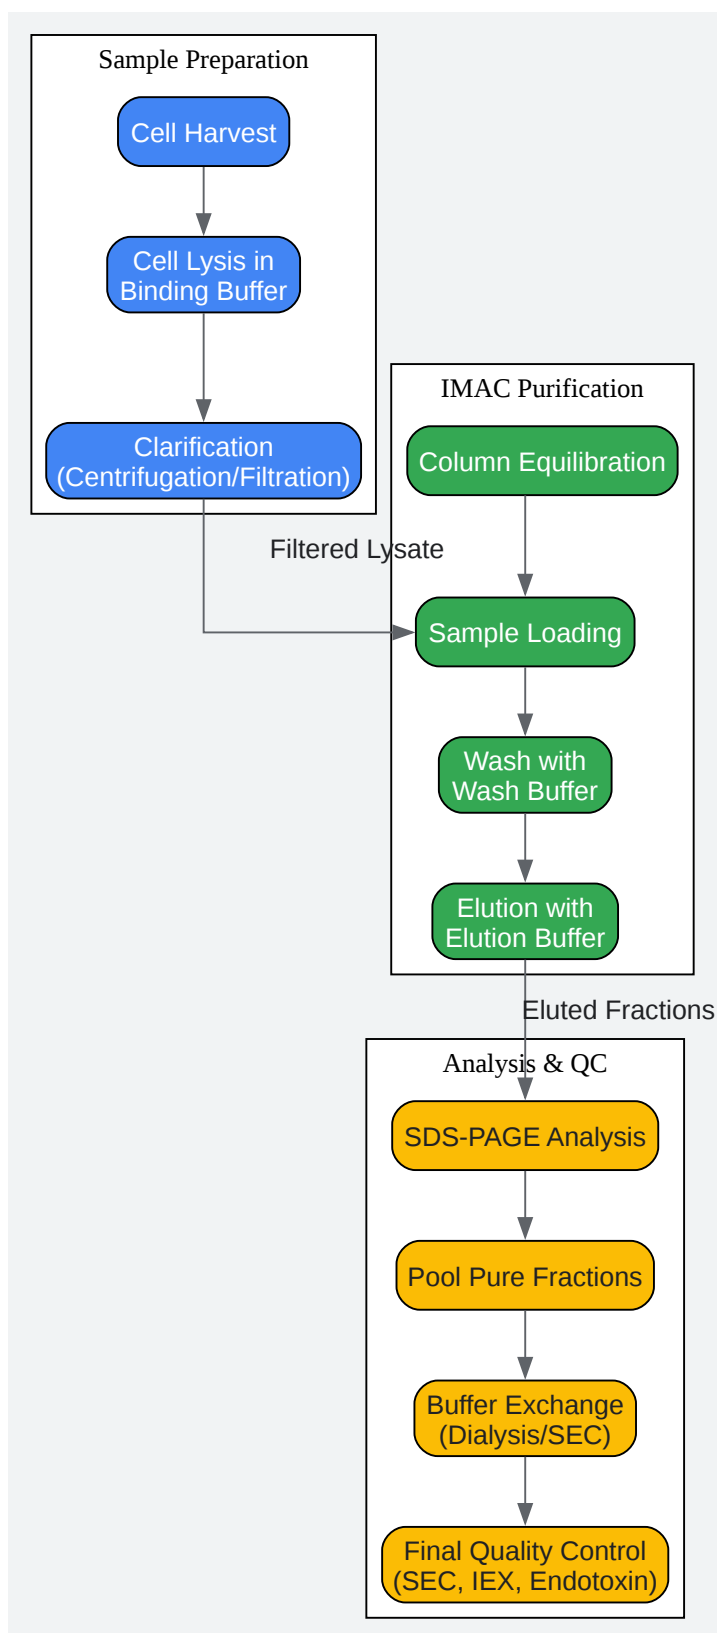 Sample Preparation
Cell Harvest
Cell Lysis in
Binding Buffer
Clarification
(Centrifugation/Filtration)
Filtered Lysate
IMAC Purification
Column Equilibration
Sample Loading
Wash with
Wash Buffer
Elution with
Elution Buffer
Eluted Fractions
Analysis & QC
SDS-PAGE Analysis
Pool Pure Fractions
Buffer Exchange
(Dialysis/SEC)
Final Quality Control
(SEC, IEX, Endotoxin)